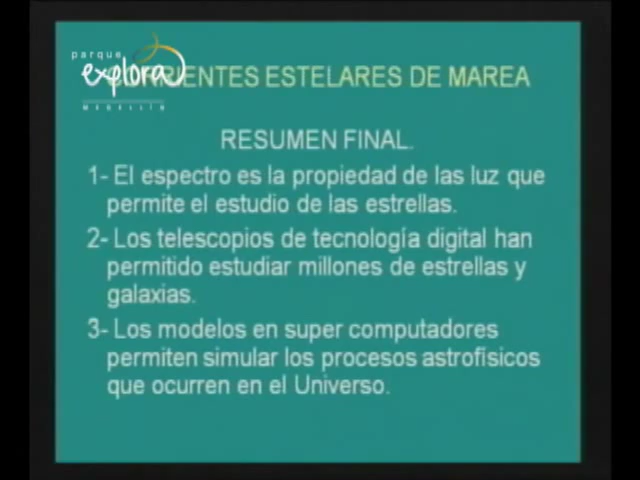 parque
explora
MEDELLÍN
CORRIENTES ESTELARES DE MAREA
RESUMEN FINAL.
1- El espectro es la propiedad de las luz que
permite el estudio de las estrellas.
2- Los telescopios de tecnología digital han
permitido estudiar millones de estrellas y
galaxias.
3- Los modelos en super computadores
permiten simular los procesos astrofísicos
que ocurren en el Universo.